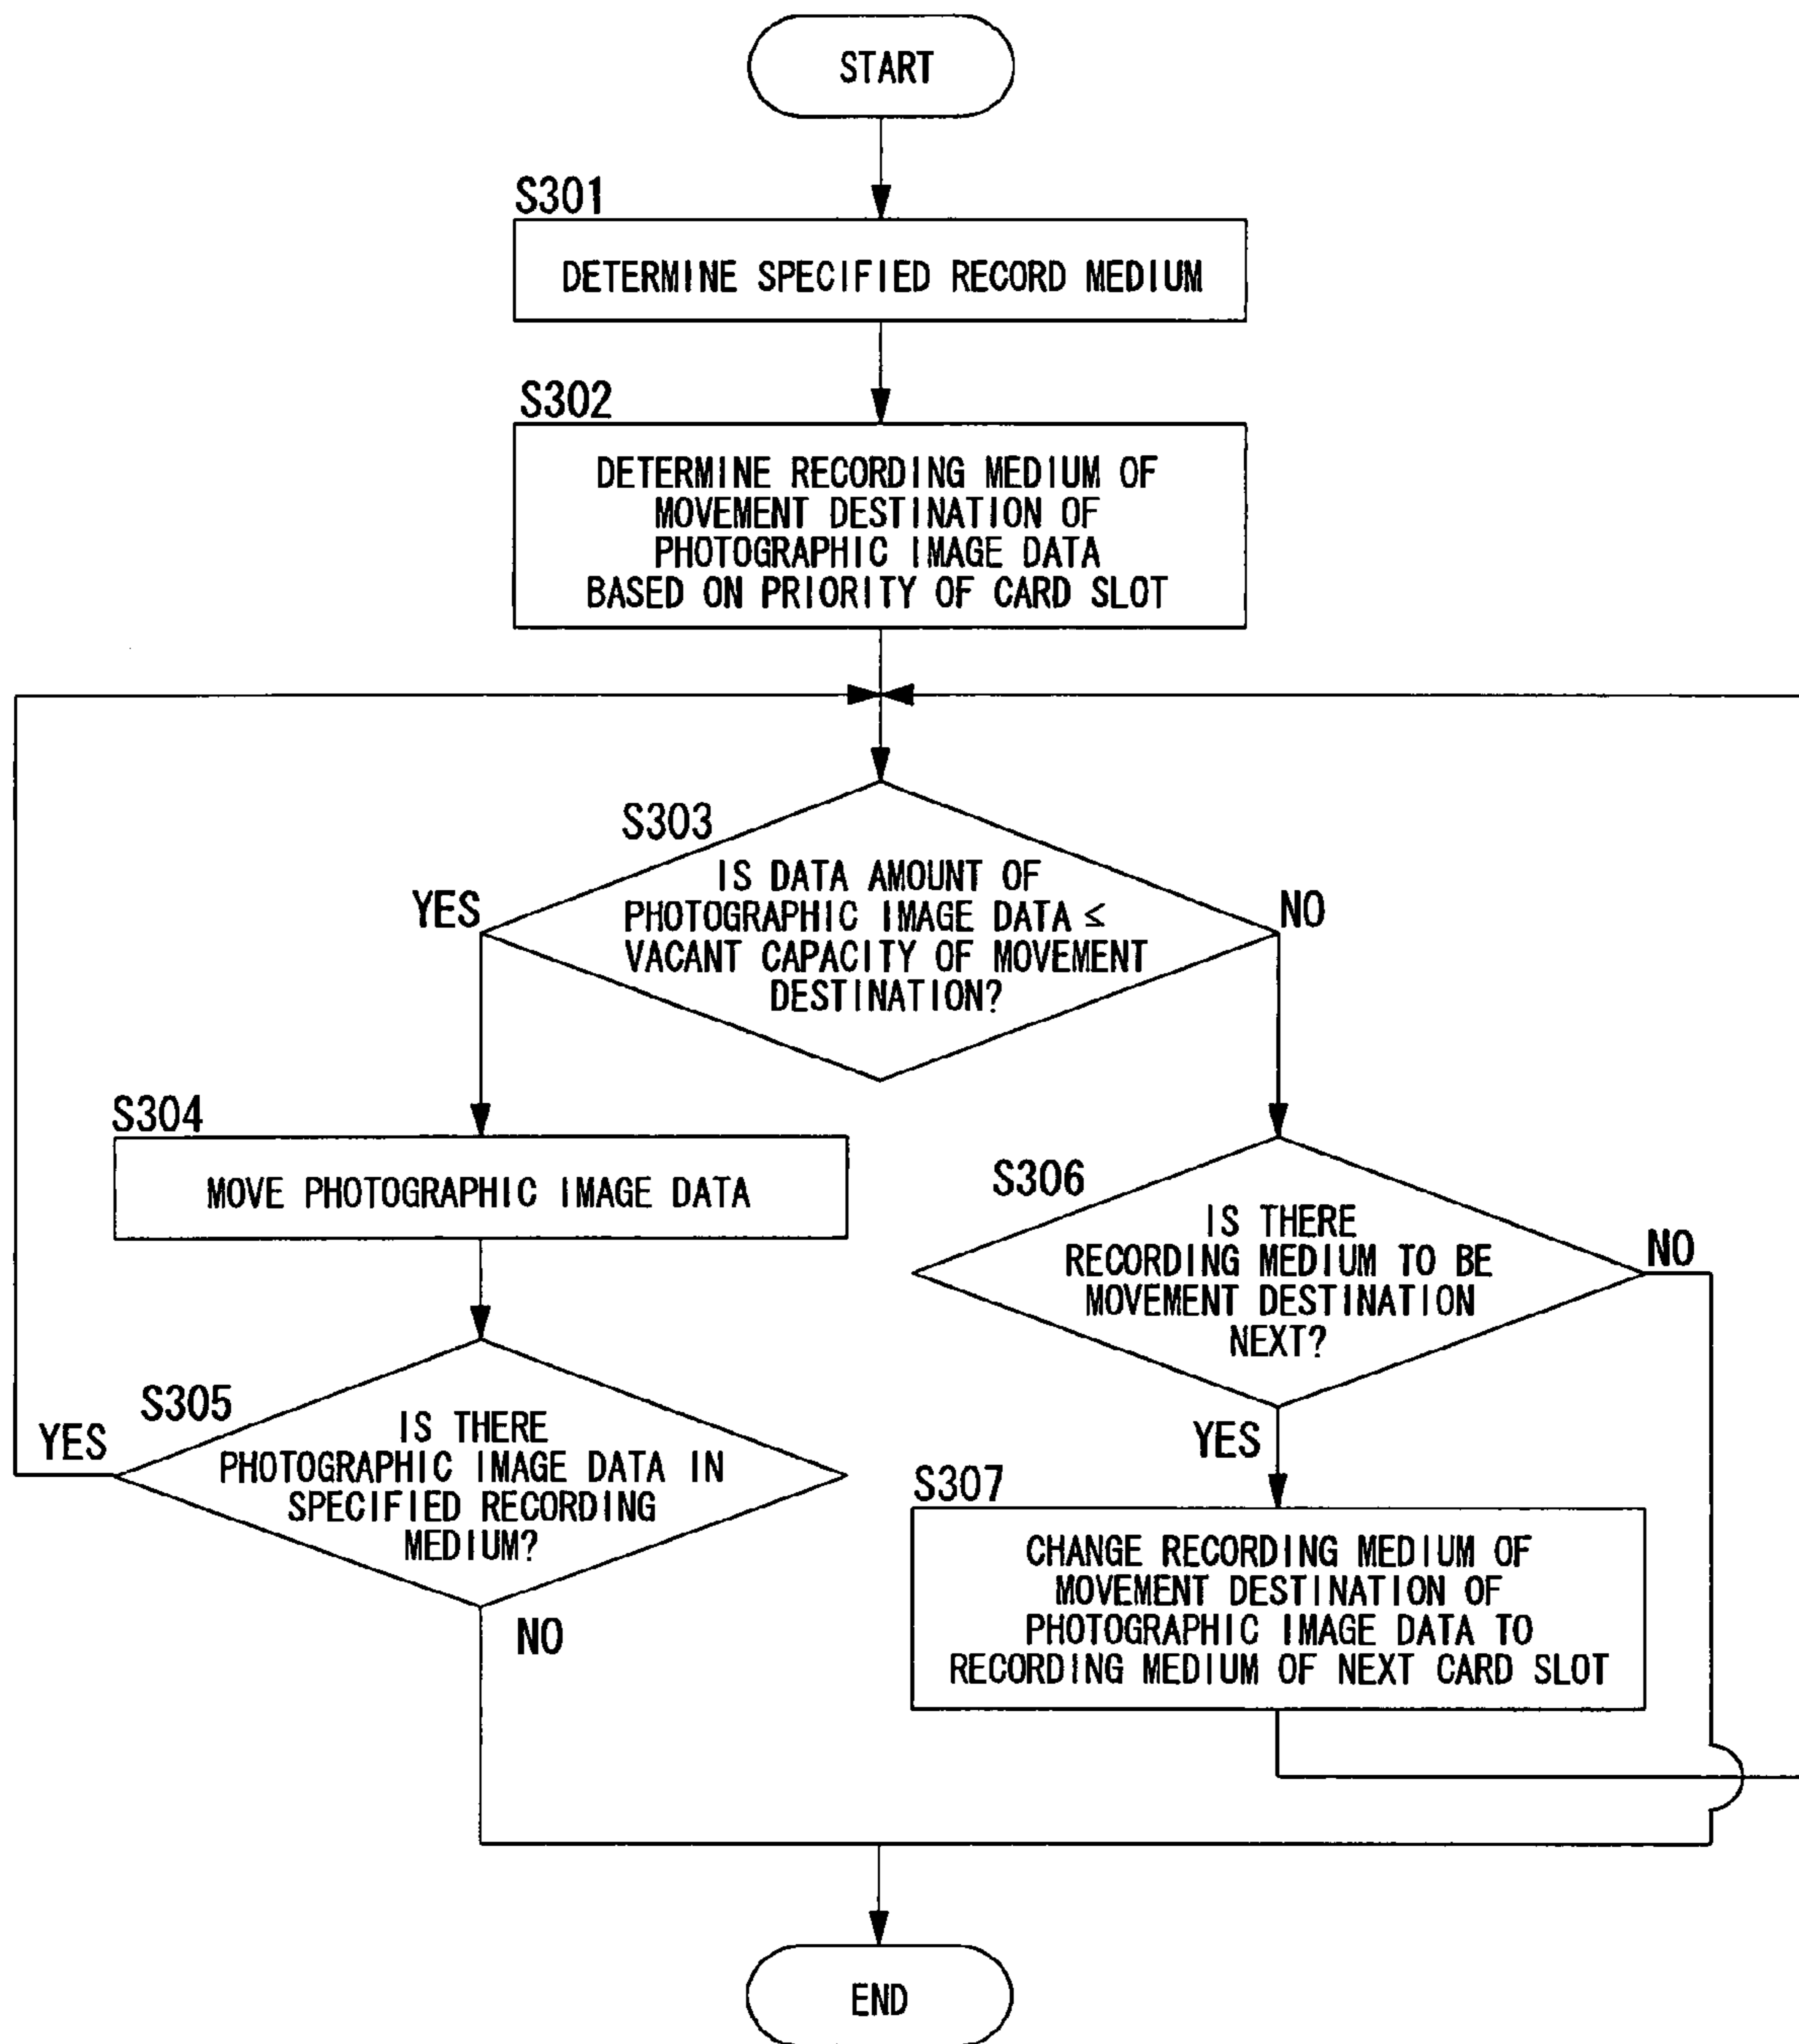 START
S301
DETERMINE SPECIFIED RECORD MEDIUM
S302
DETERMINE RECORDING MEDIUM OF
MOVEMENT DESTINATION OF
PHOTOGRAPHIC IMAGE DATA
BASED ON PRIORITY OF CARD SLOT
S303
IS DATA AMOUNT OF
PHOTOGRAPHIC IMAGE DATA ≤
VACANT CAPACITY OF MOVEMENT
DESTINATION?
YES
NO
S304
MOVE PHOTOGRAPHIC IMAGE DATA
S305
IS THERE
PHOTOGRAPHIC IMAGE DATA IN
SPECIFIED RECORDING
MEDIUM?
YES
NO
S306
IS THERE
RECORDING MEDIUM TO BE
MOVEMENT DESTINATION
NEXT?
NO
YES
S307
CHANGE RECORDING MEDIUM OF
MOVEMENT DESTINATION OF
PHOTOGRAPHIC IMAGE DATA TO
RECORDING MEDIUM OF NEXT CARD SLOT
END